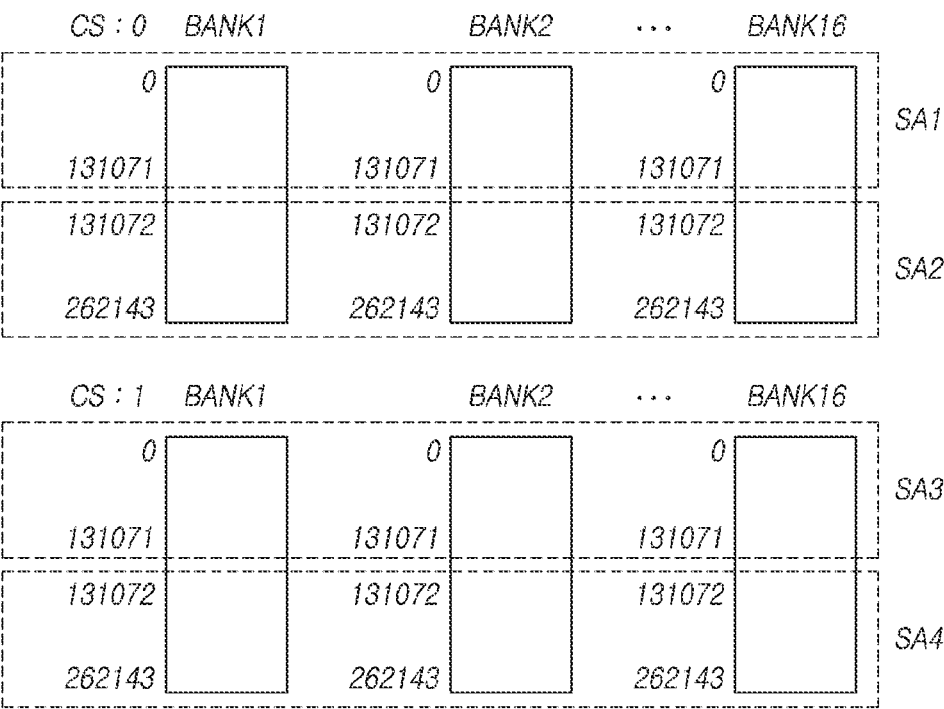 CS : 0 BANK1 BANK2 ... BANK16
0 0 0
SA1
131071 131071 131071
131072 131072 131072
SA2
262143 262143 262143
CS : 1 BANK1 BANK2 ... BANK16
0 0 0
SA3
131071 131071 131071
131072 131072 131072
SA4
262143 262143 262143